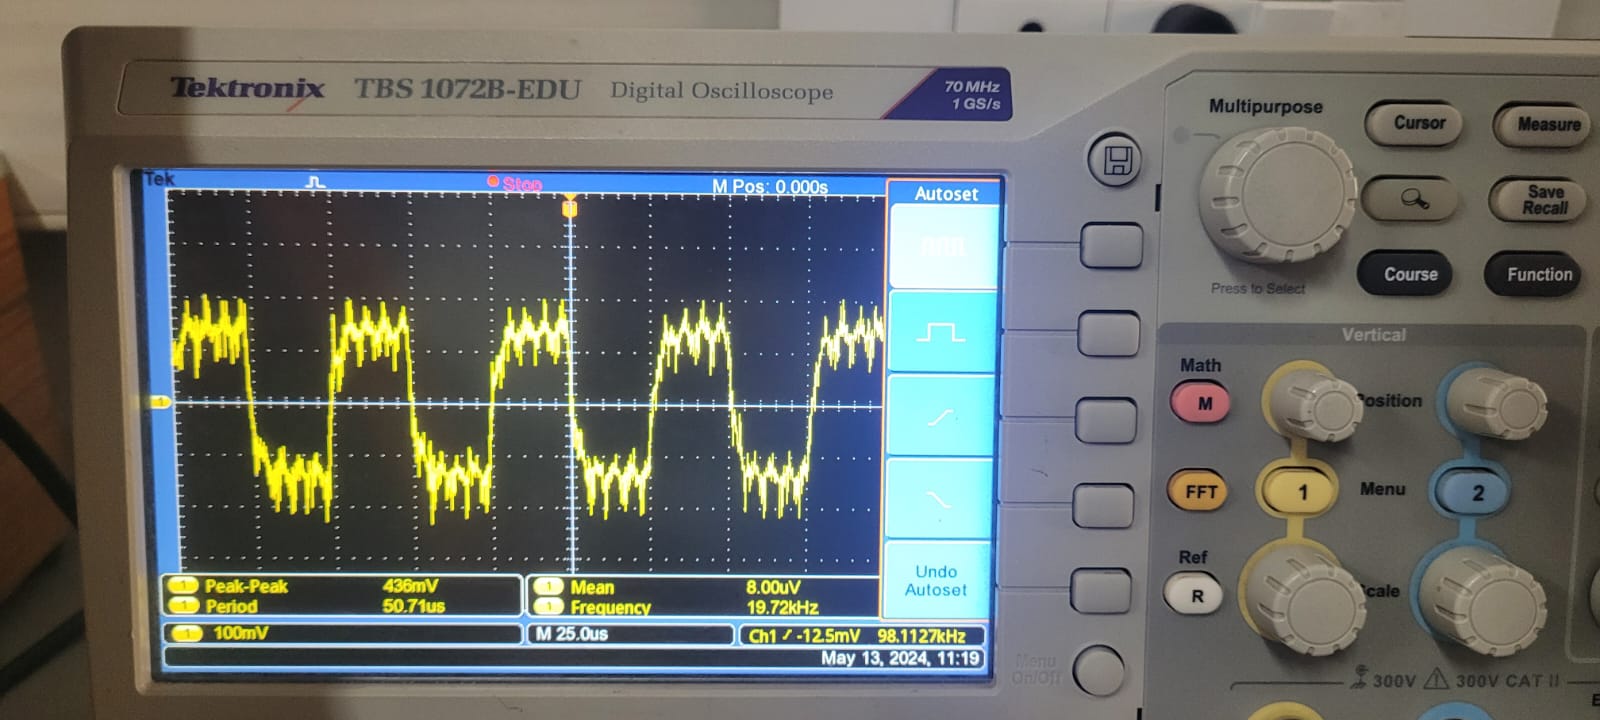 Tektronix TBS 1072B-EDU Digital Oscilloscope
70 MHz
1 GS/s
Tek
Stop
M Pos: 0.000s
Autoset
1
Undo
Autoset
1 Peak-Peak 436mV
1 Period 50.71us
1 Mean 8.00uV
1 Frequency 19.72kHz
1 100mV
M 25.0us
Ch1 -12.5mV 98.1127kHz
May 13, 2024, 11:19
Multipurpose
Press to Select
Cursor
Measure
Save
Recall
Course
Function
Vertical
Math
M
FFT
Ref
R
Position
1
Menu
2
Menu
On/Off
300V
300V CAT II